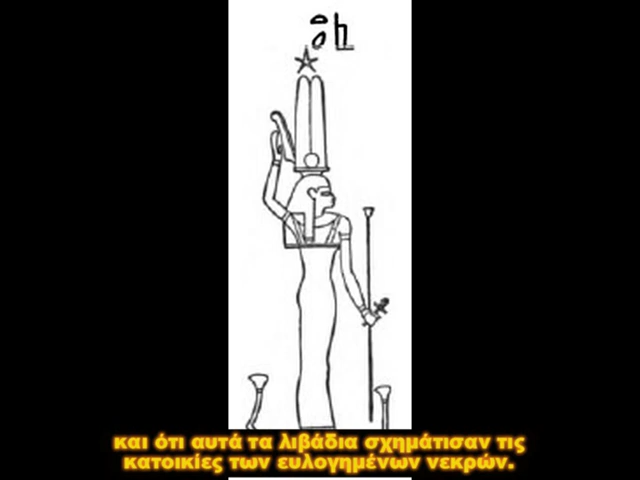 και ότι αυτά τα λιβάδια σχημάτισαν τις
κατοικίες των ευλογημένων νεκρών.